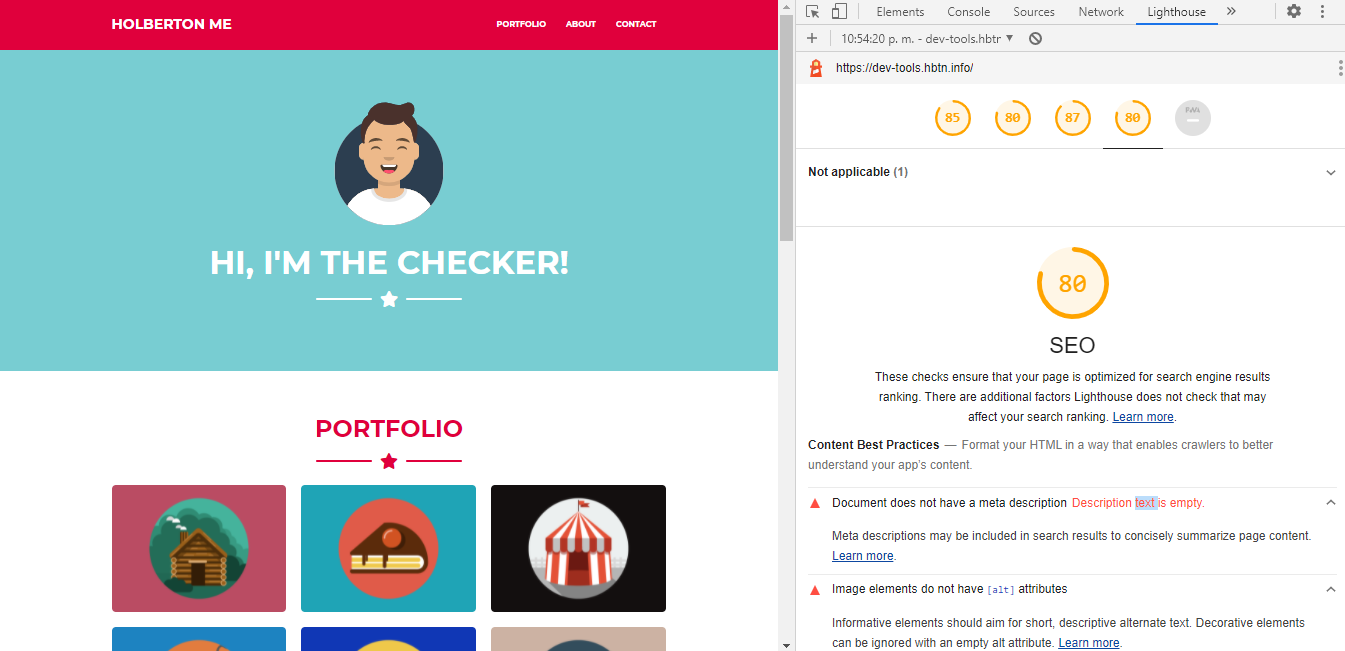 HOLBERTON ME
PORTFOLIO ABOUT CONTACT
HI, I'M THE CHECKER!
PORTFOLIO
Elements Console Sources Network Lighthouse »
10:54:20 p. m. - dev-tools.hbtr
https://dev-tools.hbtn.info/
85 80 87 80 PWA
Not applicable (1)
80
SEO
These checks ensure that your page is optimized for search engine results
ranking. There are additional factors Lighthouse does not check that may
affect your search ranking. Learn more.
Content Best Practices — Format your HTML in a way that enables crawlers to better
understand your app's content.
Document does not have a meta description Description text is empty.
Meta descriptions may be included in search results to concisely summarize page content.
Learn more.
Image elements do not have [alt] attributes
Informative elements should aim for short, descriptive alternate text. Decorative elements
can be ignored with an empty alt attribute. Learn more.